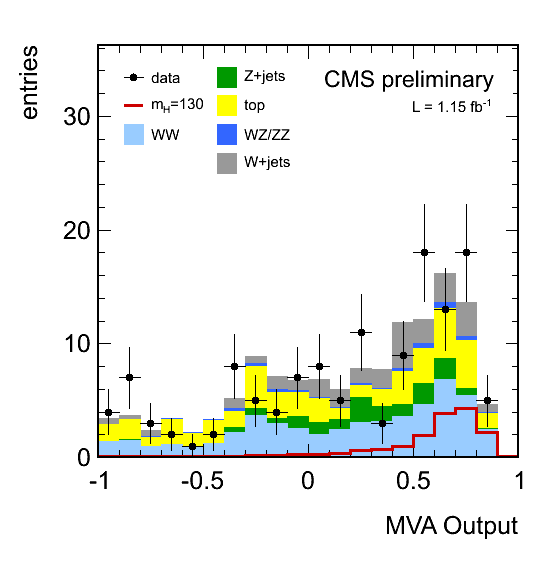 entries
CMS preliminary
L = 1.15 fb-1
data
mH=130
WW
Z+jets
top
WZ/ZZ
W+jets
30
20
10
0
-1
-0.5
0
0.5
1
MVA Output